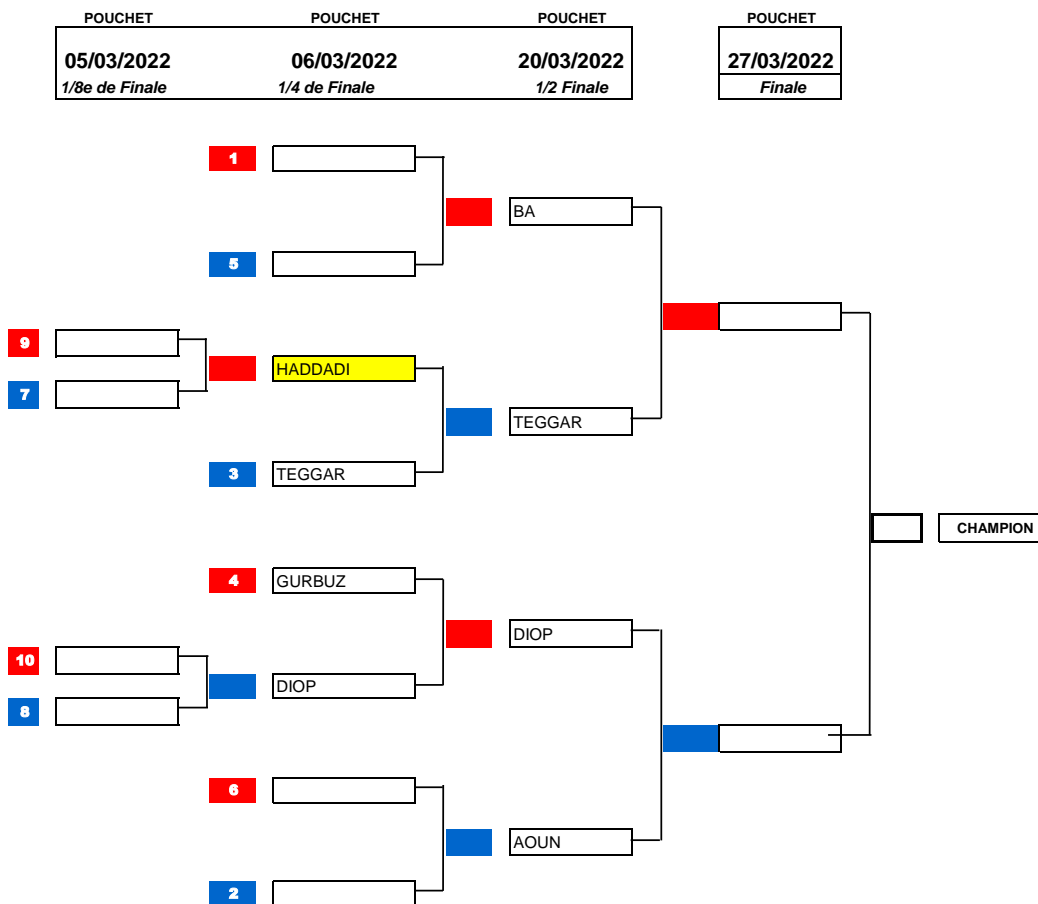 POUCHET POUCHET POUCHET POUCHET
05/03/2022 06/03/2022 20/03/2022 27/03/2022
1/8e de Finale 1/4 de Finale 1/2 Finale Finale
1
BA
5
9
HADDADI
7
TEGGAR
3 TEGGAR
CHAMPION
4 GURBUZ
DIOP
10
DIOP
8
6
AOUN
2